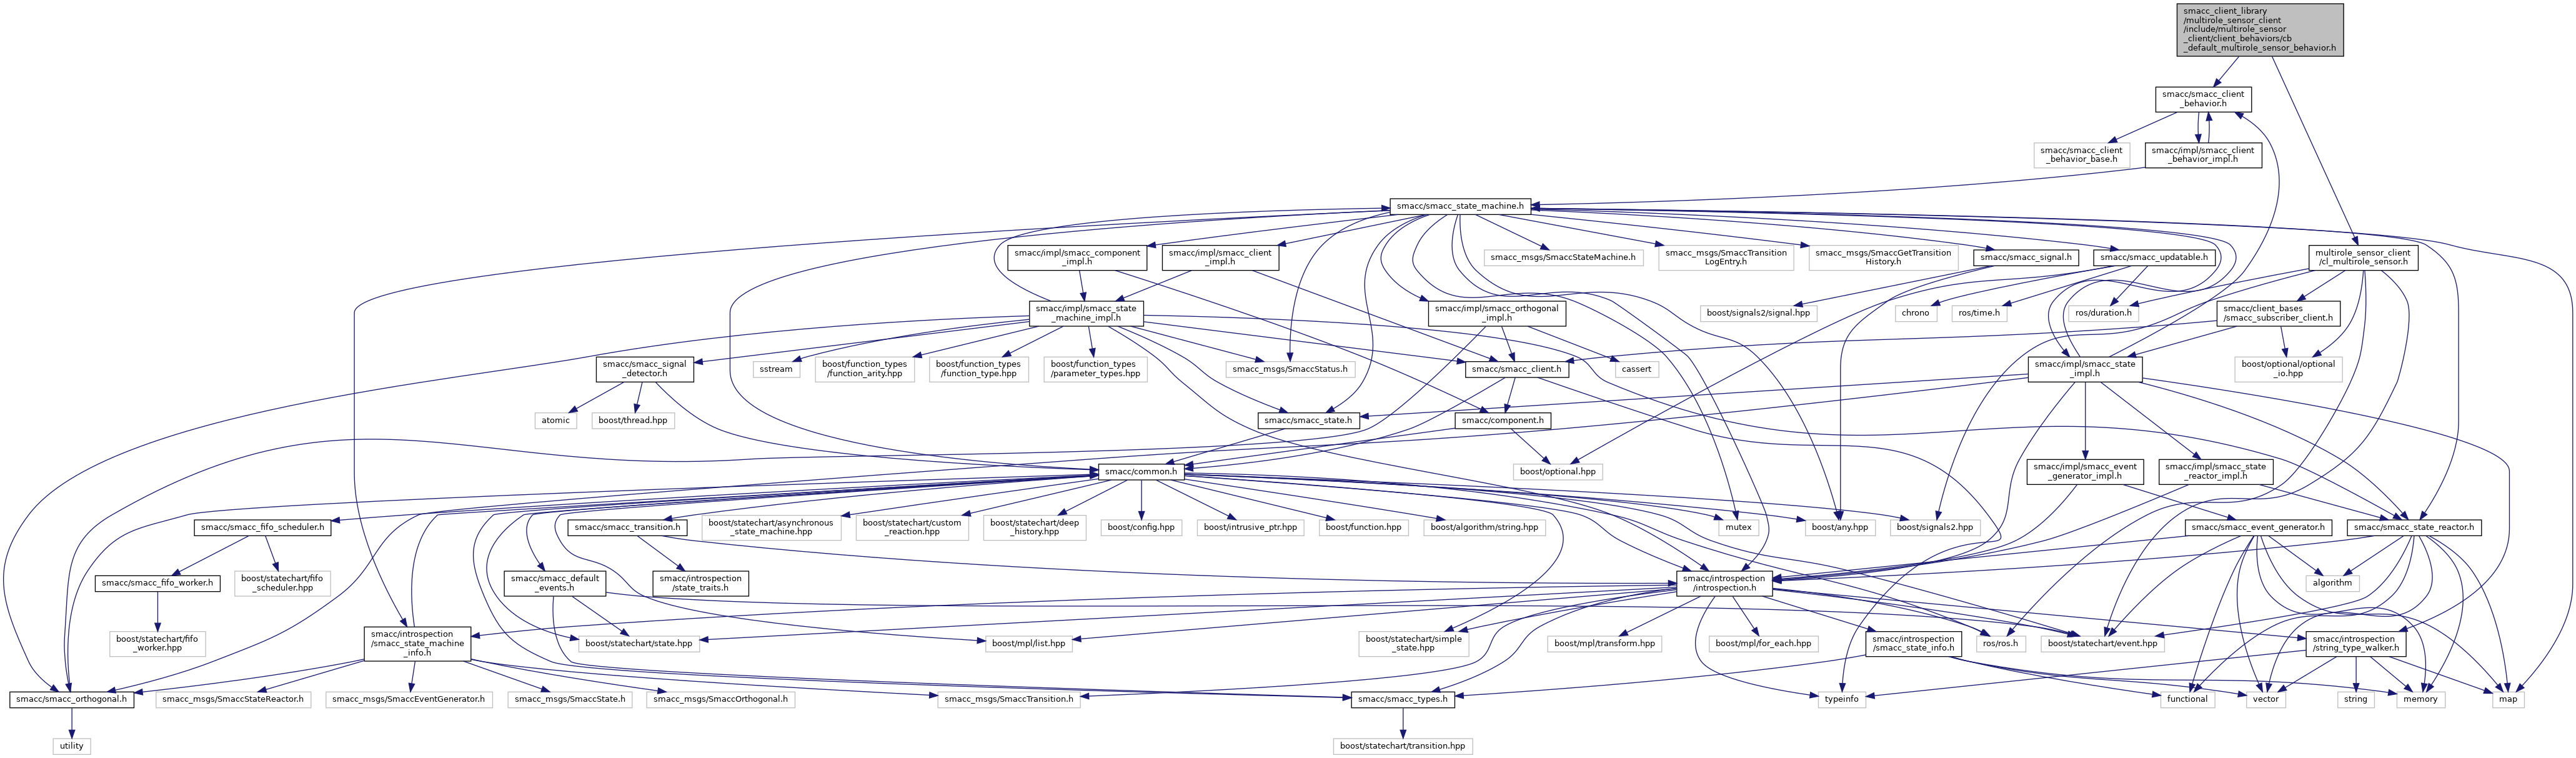 smacc_client_library
/multirole_sensor_client
/include/multirole_sensor
_client/client_behaviors/cb
_default_multirole_sensor_behavior.h
smacc/smacc_client
_behavior.h
smacc/smacc_client
_behavior_base.h
smacc/impl/smacc_client
_behavior_impl.h
smacc/smacc_state_machine.h
smacc/impl/smacc_component
_impl.h
smacc/impl/smacc_client
_impl.h
smacc_msgs/SmaccStateMachine.h
smacc_msgs/SmaccTransition
LogEntry.h
smacc_msgs/SmaccGetTransition
History.h
smacc/smacc_signal.h
smacc/smacc_updatable.h
multirole_sensor_client
/cl_multirole_sensor.h
smacc/impl/smacc_state
_machine_impl.h
smacc/impl/smacc_orthogonal
_impl.h
boost/signals2/signal.hpp
chrono
ros/time.h
ros/duration.h
smacc/client_bases
/smacc_subscriber_client.h
smacc/smacc_signal
_detector.h
sstream
boost/function_types
/function_arity.hpp
boost/function_types
/function_type.hpp
boost/function_types
/parameter_types.hpp
smacc_msgs/SmaccStatus.h
smacc/smacc_client.h
cassert
smacc/impl/smacc_state
_impl.h
boost/optional/optional
_io.hpp
atomic
boost/thread.hpp
smacc/smacc_state.h
smacc/component.h
smacc/common.h
boost/optional.hpp
smacc/impl/smacc_event
_generator_impl.h
smacc/impl/smacc_state
_reactor_impl.h
smacc/smacc_fifo_scheduler.h
smacc/smacc_transition.h
boost/statechart/asynchronous
_state_machine.hpp
boost/statechart/custom
_reaction.hpp
boost/statechart/deep
_history.hpp
boost/config.hpp
boost/intrusive_ptr.hpp
boost/function.hpp
boost/algorithm/string.hpp
mutex
boost/any.hpp
boost/signals2.hpp
smacc/smacc_event_generator.h
smacc/smacc_state_reactor.h
smacc/smacc_fifo_worker.h
boost/statechart/fifo
_scheduler.hpp
smacc/smacc_default
_events.h
smacc/introspection
/state_traits.h
smacc/introspection
/introspection.h
algorithm
boost/statechart/fifo
_worker.hpp
smacc/introspection
/smacc_state_machine
_info.h
boost/statechart/state.hpp
boost/statechart/simple
_state.hpp
boost/mpl/list.hpp
boost/mpl/transform.hpp
boost/mpl/for_each.hpp
smacc/introspection
/smacc_state_info.h
ros/ros.h
boost/statechart/event.hpp
smacc/introspection
/string_type_walker.h
smacc/smacc_orthogonal.h
smacc_msgs/SmaccStateReactor.h
smacc_msgs/SmaccEventGenerator.h
smacc_msgs/SmaccState.h
smacc_msgs/SmaccOrthogonal.h
smacc_msgs/SmaccTransition.h
smacc/smacc_types.h
typeinfo
functional
vector
string
memory
map
utility
boost/statechart/transition.hpp